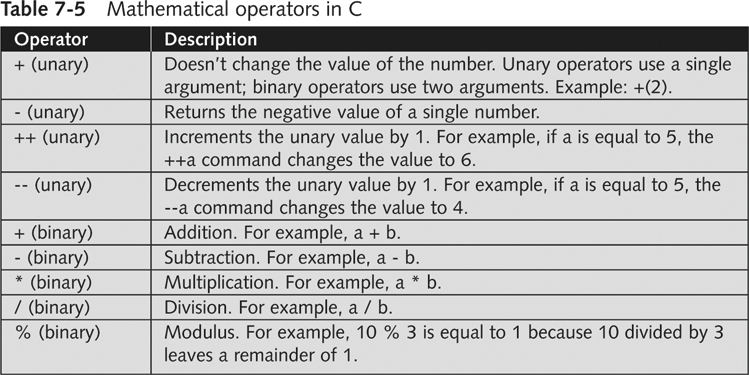 Table 7-5 Mathematical operators in C
Operator Description
+ (unary) Doesn't change the value of the number. Unary operators use a single
argument; binary operators use two arguments. Example: +(2).
- (unary) Returns the negative value of a single number.
++ (unary) Increments the unary value by 1. For example, if a is equal to 5, the
++a command changes the value to 6.
-- (unary) Decrements the unary value by 1. For example, if a is equal to 5, the
--a command changes the value to 4.
+ (binary) Addition. For example, a + b.
- (binary) Subtraction. For example, a - b.
* (binary) Multiplication. For example, a * b.
/ (binary) Division. For example, a / b.
% (binary) Modulus. For example, 10 % 3 is equal to 1 because 10 divided by 3
leaves a remainder of 1.